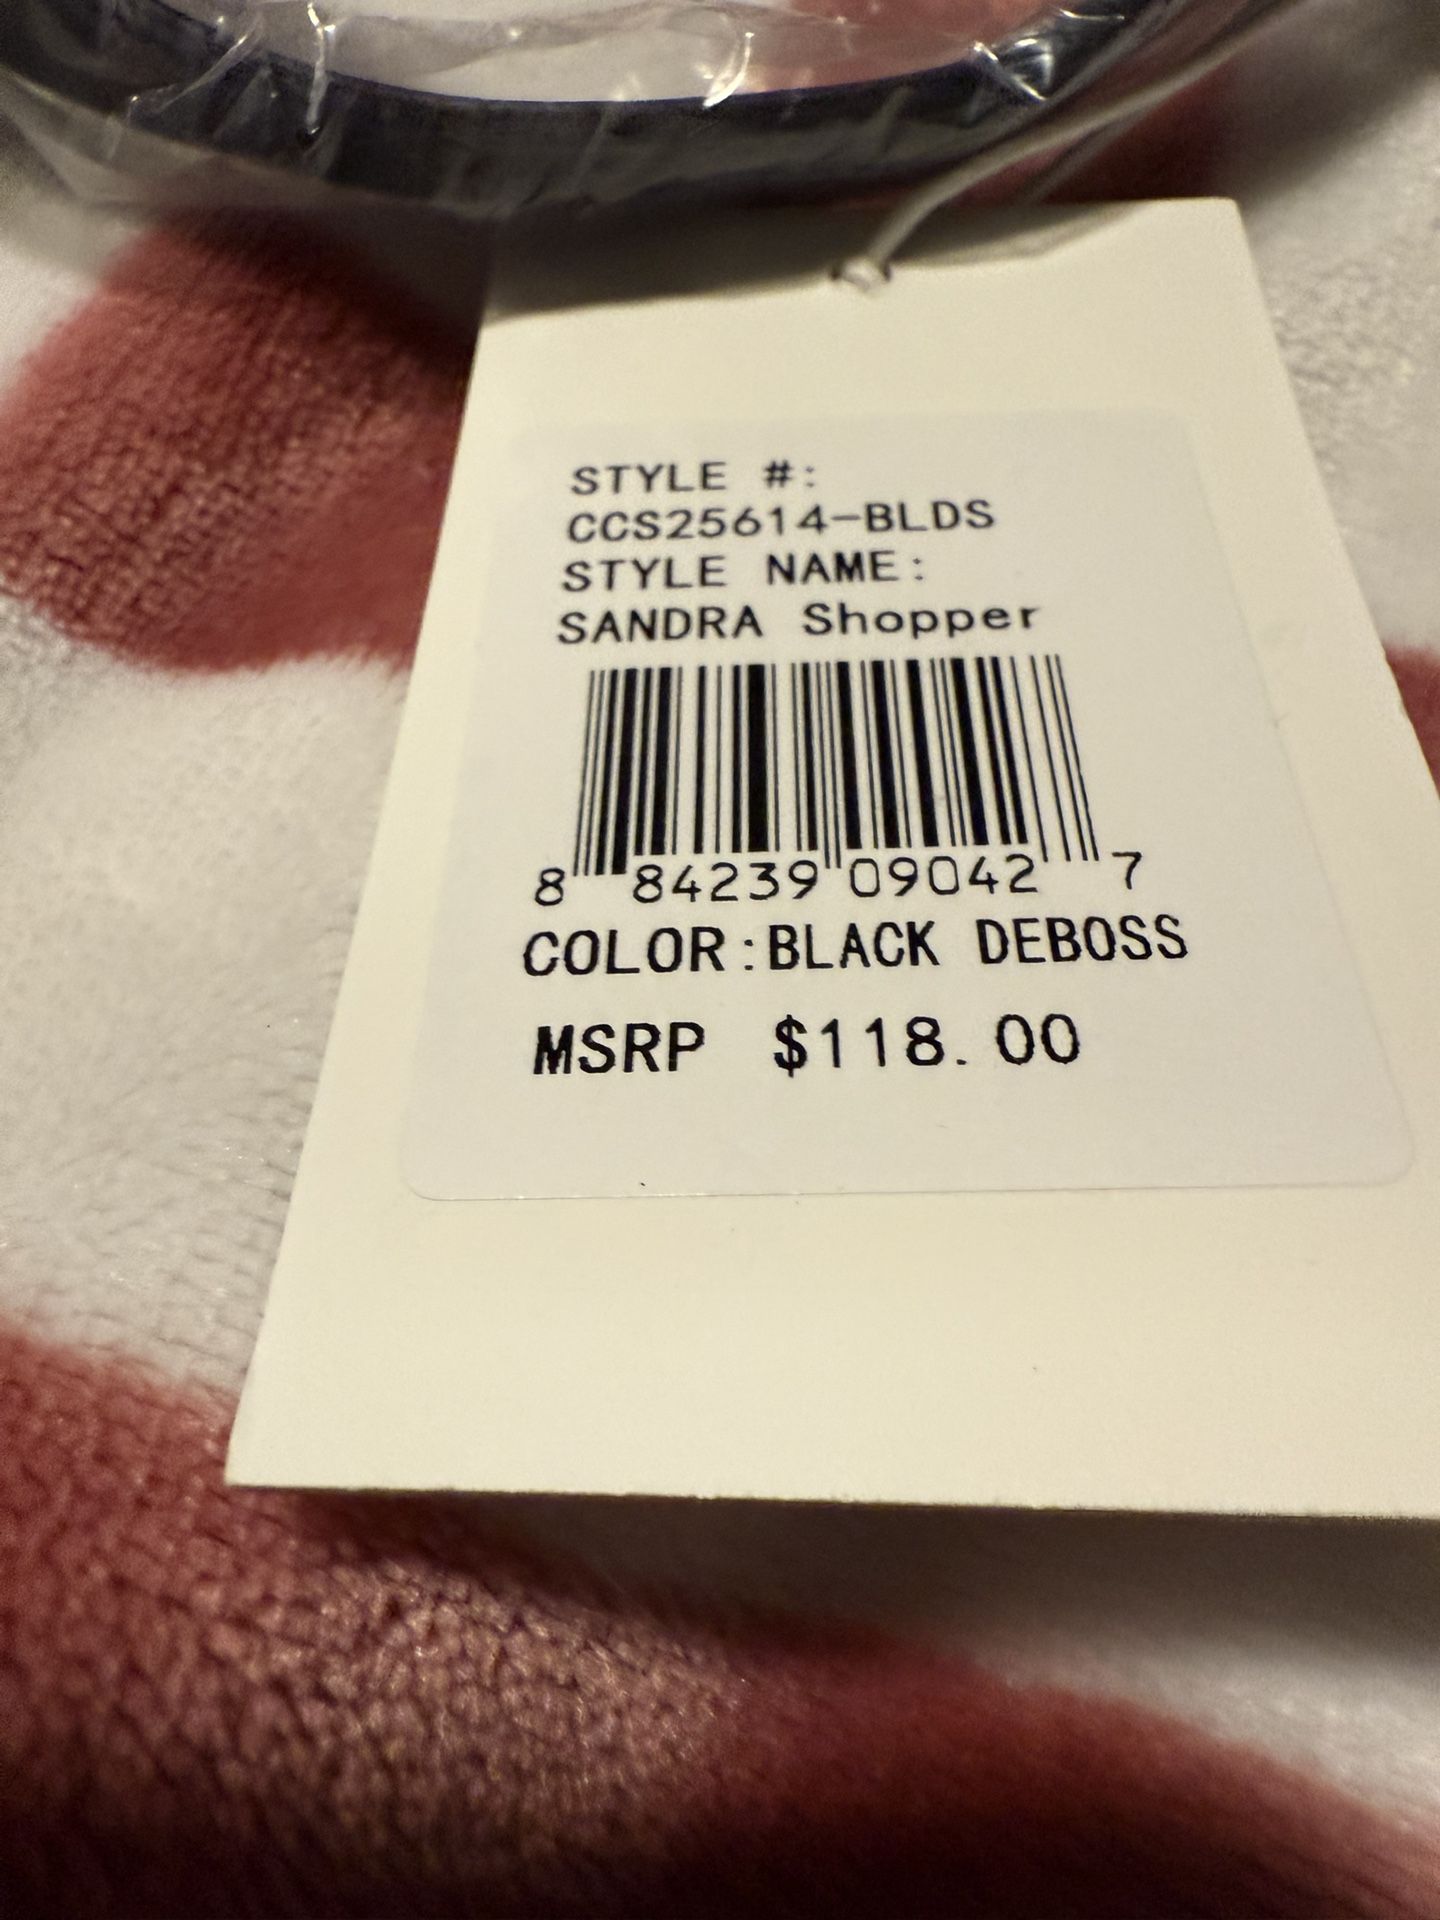 STYLE #:
CCS25614-BLDS
STYLE NAME:
SANDRA Shopper
8 84239 09042 7
COLOR:BLACK DEBOSS
MSRP $118.00